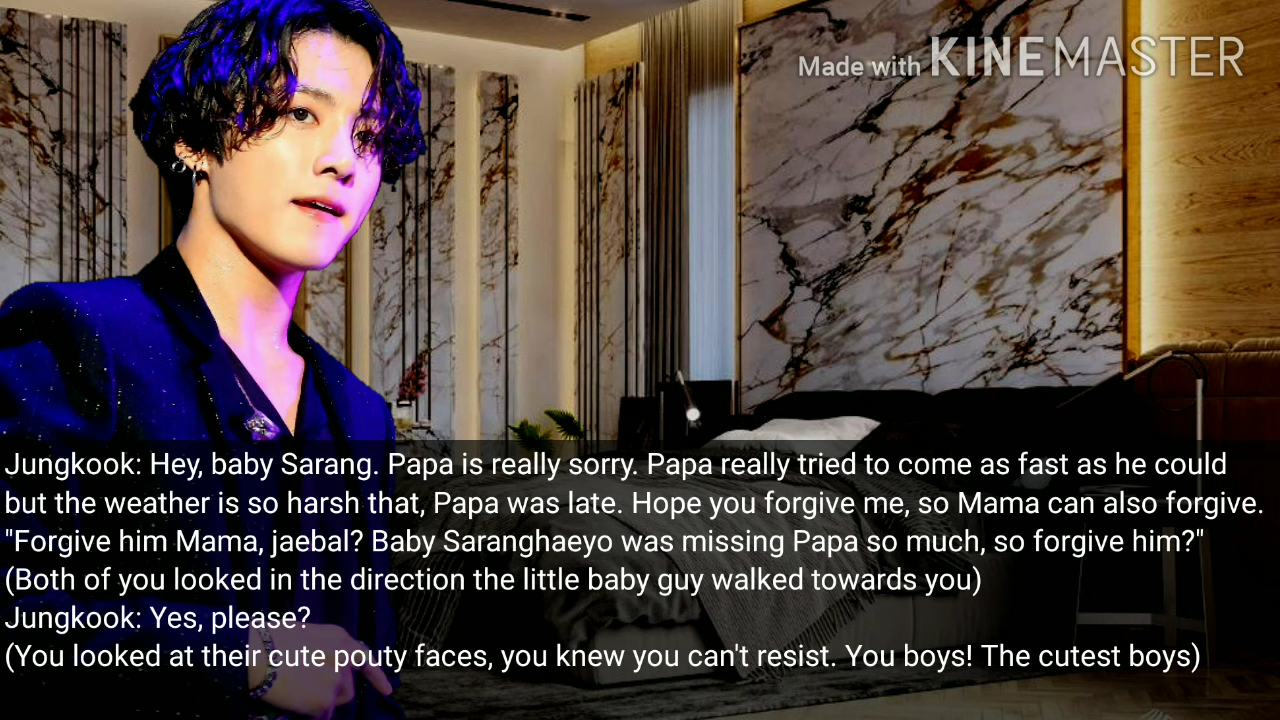 Made with KINEMASTER
Jungkook: Hey, baby Sarang. Papa is really sorry. Papa really tried to come as fast as he could
but the weather is so harsh that, Papa was late. Hope you forgive me, so Mama can also forgive.
"Forgive him Mama, jaebal? Baby Saranghaeyo was missing Papa so much, so forgive him?"
(Both of you looked in the direction the little baby guy walked towards you)
Jungkook: Yes, please?
(You looked at their cute pouty faces, you knew you can't resist. You boys! The cutest boys)